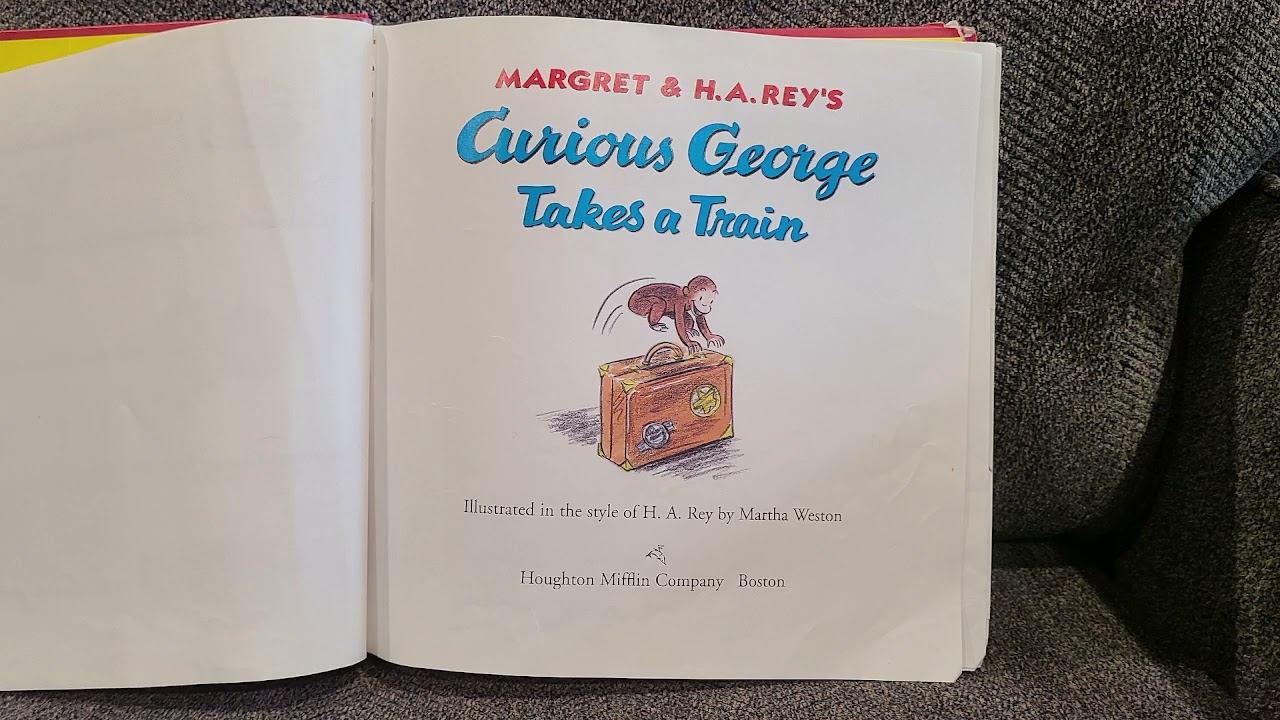 MARGRET & H.A.REY'S
Curious George
Takes a Train
Illustrated in the style of H. A. Rey by Martha Weston
Houghton Mifflin Company Boston